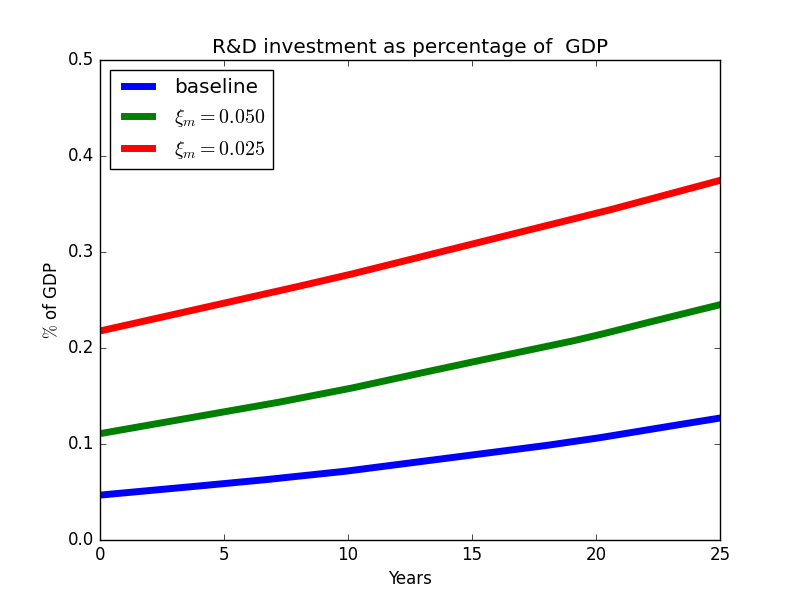 R&D investment as percentage of  GDP
baseline
ξₘ = 0.050
ξₘ = 0.025
% of GDP
0.5
0.4
0.3
0.2
0.1
0.0
0 5 10 15 20 25
Years